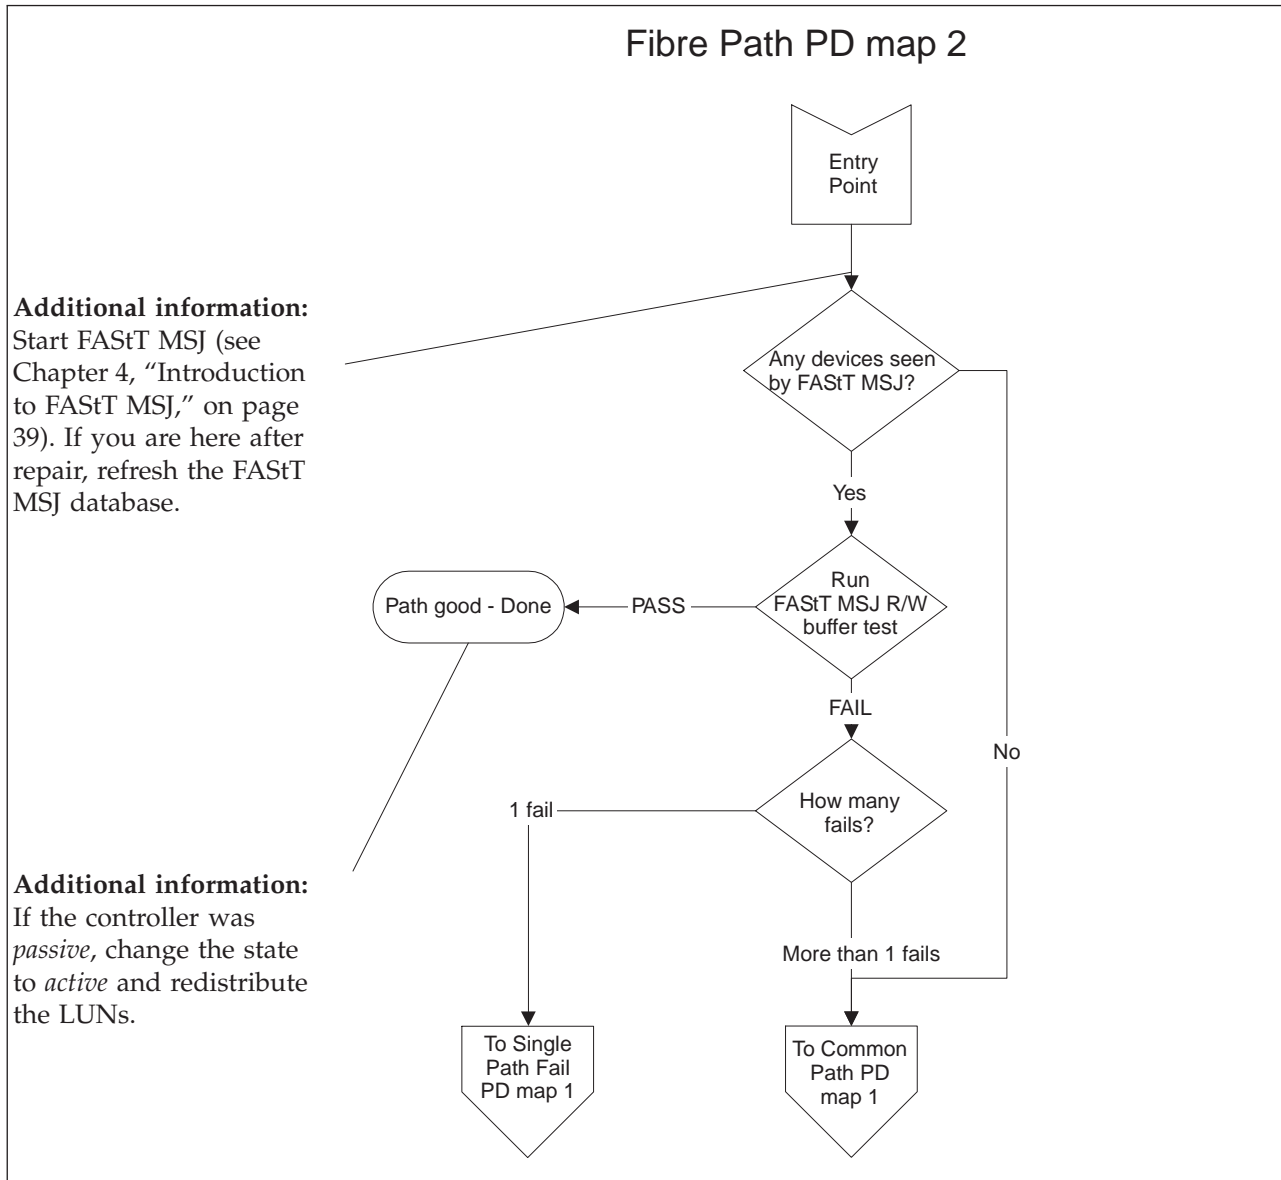 Fibre Path PD map 2
Entry
Point
Additional information:
Start FAStT MSJ (see
Chapter 4, “Introduction
to FAStT MSJ,” on page
39). If you are here after
repair, refresh the FAStT
MSJ database.
Any devices seen
by FAStT MSJ?
Yes
Run
FAStT MSJ R/W
buffer test
PASS
Path good - Done
FAIL
No
How many
fails?
1 fail
Additional information:
If the controller was
passive, change the state
to active and redistribute
the LUNs.
More than 1 fails
To Single
Path Fail
PD map 1
To Common
Path PD
map 1